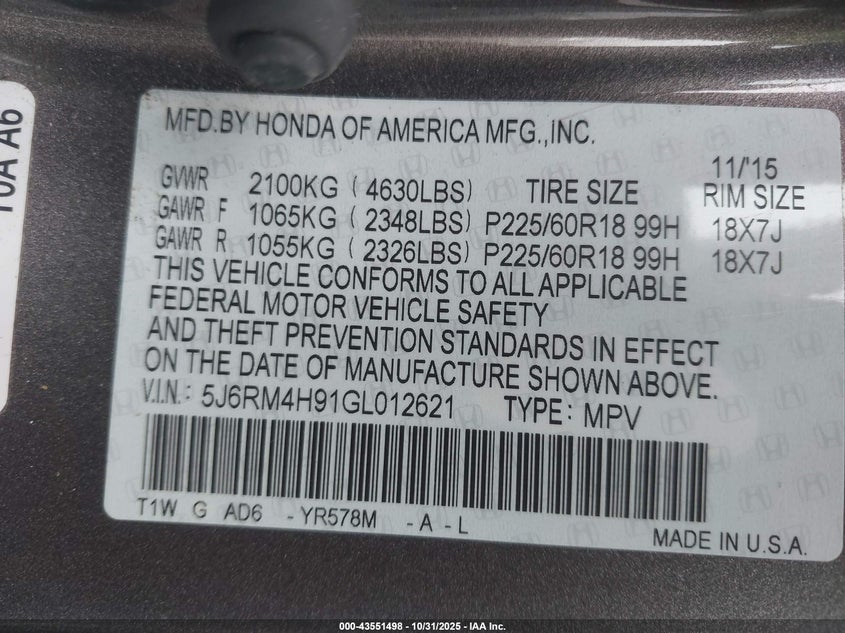 10A A6
MFD.BY HONDA OF AMERICA MFG.,INC.
11/'15
GVWR 2100KG ( 4630LBS) TIRE SIZE RIM SIZE
GAWR F 1065KG ( 2348LBS) P225/60R18 99H 18X7J
GAWR R 1055KG ( 2326LBS) P225/60R18 99H 18X7J
THIS VEHICLE CONFORMS TO ALL APPLICABLE
FEDERAL MOTOR VEHICLE SAFETY
AND THEFT PREVENTION STANDARDS IN EFFECT
ON THE DATE OF MANUFACTURE SHOWN ABOVE.
V.I.N.: 5J6RM4H91GL012621 TYPE: MPV
T1W G AD6 -YR578M -A-L
MADE IN U.S.A.
000-43551498 - 10/31/2025 - IAA Inc.